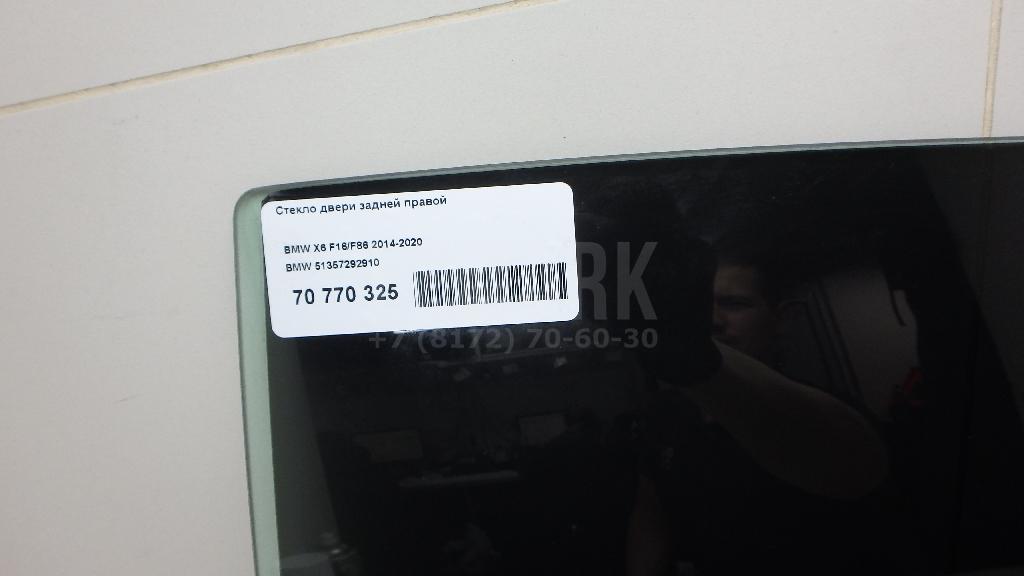 Стекло двери задней правой
BMW X6 F16/F86 2014-2020
BMW 51357292910
70 770 325
RK
+7 (8172) 70-60-30